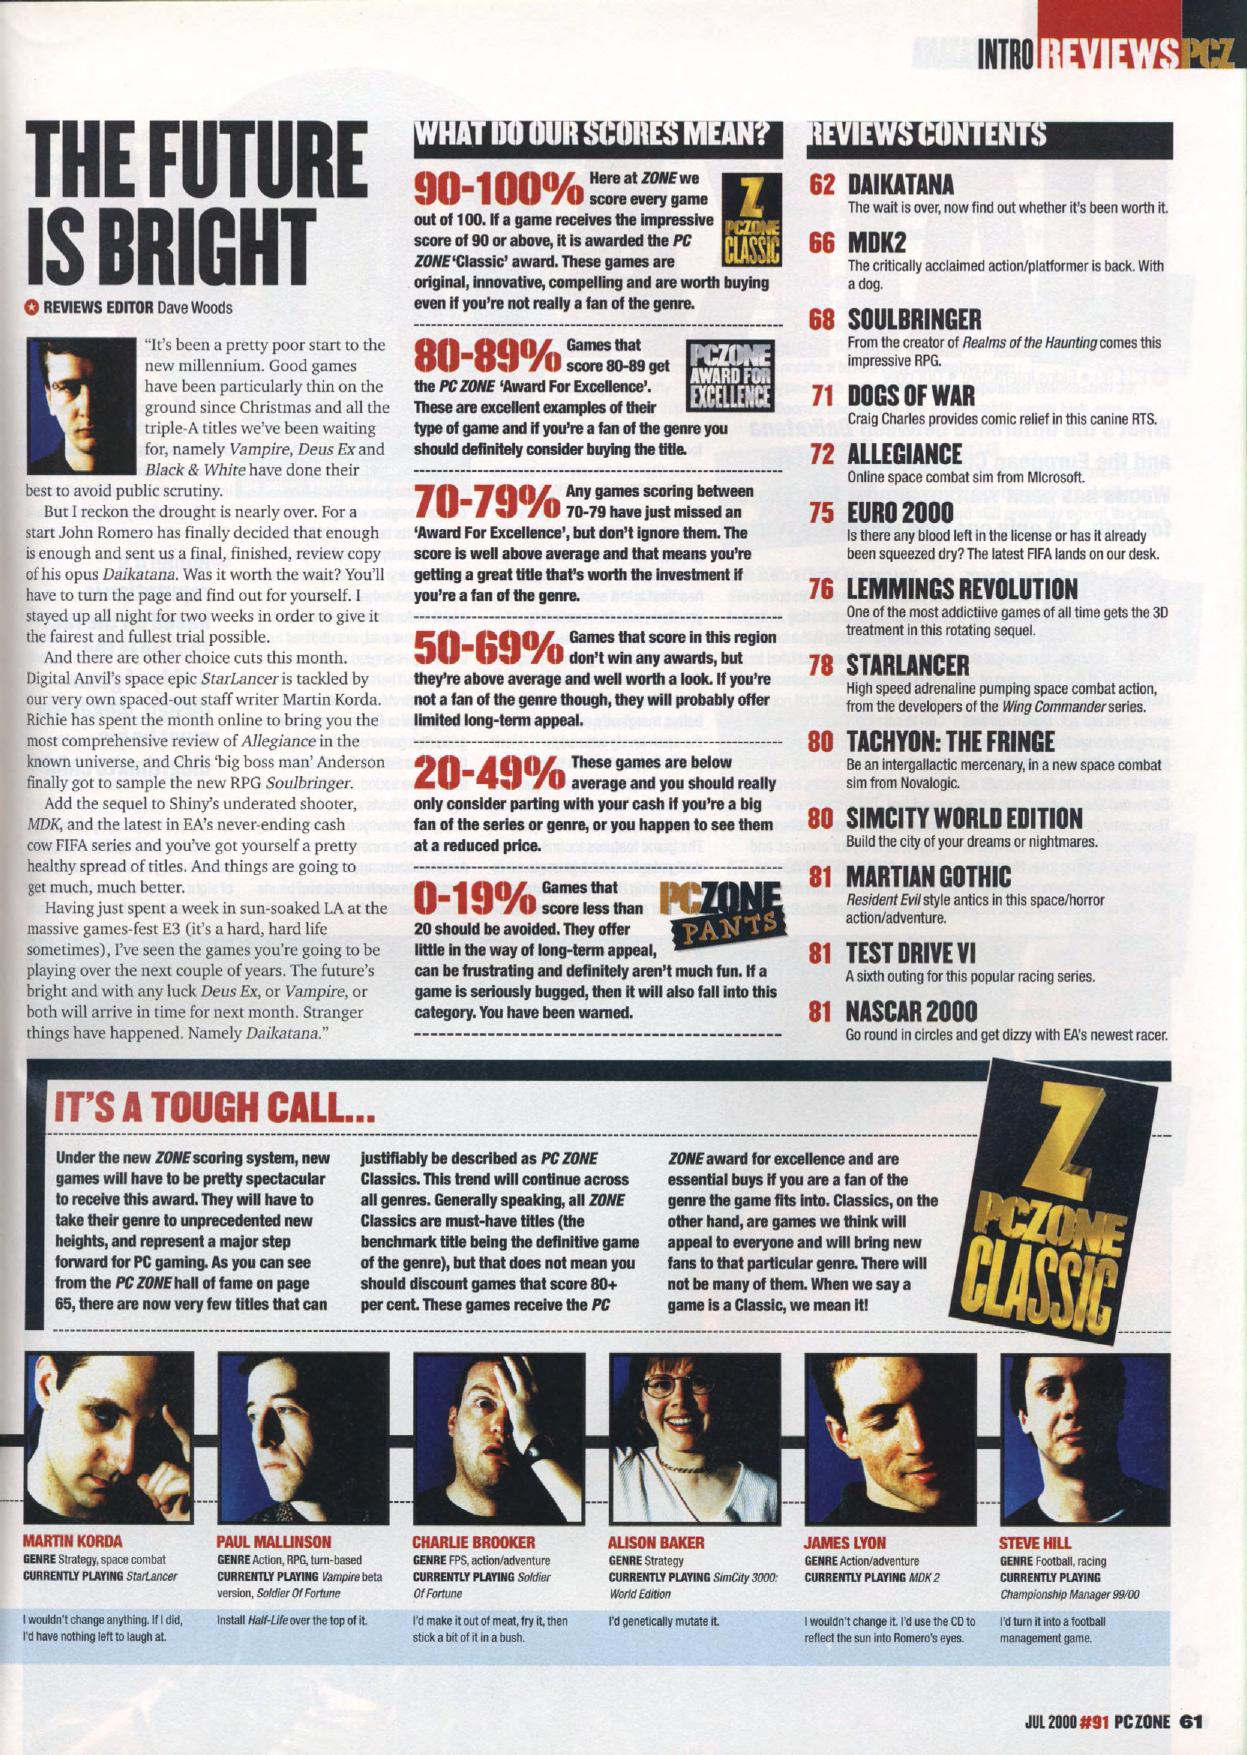 INTRO REVIEWS PCZ
THE FUTURE
IS BRIGHT
REVIEWS EDITOR Dave Woods
"It's been a pretty poor start to the
new millennium. Good games
have been particularly thin on the
ground since Christmas and all the
triple-A titles we've been waiting
for, namely Vampire, Deus Ex and
Black & White have done their
best to avoid public scrutiny.
But I reckon the drought is nearly over. For a
start John Romero has finally decided that enough
is enough and sent us a final, finished, review copy
of his opus Daikatana. Was it worth the wait? You'll
have to turn the page and find out for yourself. I
stayed up all night for two weeks in order to give it
the fairest and fullest trial possible.
And there are other choice cuts this month.
Digital Anvil's space epic StarLancer is tackled by
our very own spaced-out staff writer Martin Korda.
Richie has spent the month online to bring you the
most comprehensive review of Allegiance in the
known universe, and Chris 'big boss man' Anderson
finally got to sample the new RPG Soulbringer.
Add the sequel to Shiny's underated shooter,
MDK, and the latest in EA's never-ending cash
cow FIFA series and you've got yourself a pretty
healthy spread of titles. And things are going to
get much, much better.
Having just spent a week in sun-soaked LA at the
massive games-fest E3 (it's a hard, hard life
sometimes), I've seen the games you're going to be
playing over the next couple of years. The future's
bright and with any luck Deus Ex, or Vampire, or
both will arrive in time for next month. Stranger
things have happened. Namely Daikatana."
WHAT DO OUR SCORES MEAN?
90-100% Here at ZONE we
score every game
out of 100. If a game receives the impressive
score of 90 or above, it is awarded the PC
ZONE 'Classic' award. These games are
original, innovative, compelling and are worth buying
even if you're not really a fan of the genre.
Z
PCZONE
CLASSIC
80-89% Games that
score 80-89 get
the PC ZONE 'Award For Excellence'.
These are excellent examples of their
type of game and if you're a fan of the genre you
should definitely consider buying the title.
PCZONE
AWARD FOR
EXCELLENCE
70-79% Any games scoring between
70-79 have just missed an
'Award For Excellence', but don't ignore them. The
score is well above average and that means you're
getting a great title that's worth the investment if
you're a fan of the genre.
50-69% Games that score in this region
don't win any awards, but
they're above average and well worth a look. If you're
not a fan of the genre though, they will probably offer
limited long-term appeal.
20-49% These games are below
average and you should really
only consider parting with your cash if you're a big
fan of the series or genre, or you happen to see them
at a reduced price.
0-19% Games that
score less than
20 should be avoided. They offer
little in the way of long-term appeal,
can be frustrating and definitely aren't much fun. If a
game is seriously bugged, then it will also fall into this
category. You have been warned.
PCZONE
PANTS
REVIEWS CONTENTS
62 DAIKATANA
The wait is over, now find out whether it's been worth it.
66 MDK2
The critically acclaimed action/platformer is back. With
a dog.
68 SOULBRINGER
From the creator of Realms of the Haunting comes this
impressive RPG.
71 DOGS OF WAR
Craig Charles provides comic relief in this canine RTS.
72 ALLEGIANCE
Online space combat sim from Microsoft.
75 EURO 2000
Is there any blood left in the license or has it already
been squeezed dry? The latest FIFA lands on our desk.
76 LEMMINGS REVOLUTION
One of the most addictiive games of all time gets the 3D
treatment in this rotating sequel.
78 STARLANCER
High speed adrenaline pumping space combat action,
from the developers of the Wing Commander series.
80 TACHYON: THE FRINGE
Be an intergallactic mercenary, in a new space combat
sim from Novalogic.
80 SIMCITY WORLD EDITION
Build the city of your dreams or nightmares.
81 MARTIAN GOTHIC
Resident Evil style antics in this space/horror
action/adventure.
81 TEST DRIVE VI
A sixth outing for this popular racing series.
81 NASCAR 2000
Go round in circles and get dizzy with EA's newest racer.
IT'S A TOUGH CALL...
Under the new ZONE scoring system, new
games will have to be pretty spectacular
to receive this award. They will have to
take their genre to unprecedented new
heights, and represent a major step
forward for PC gaming. As you can see
from the PC ZONE hall of fame on page
65, there are now very few titles that can
justifiably be described as PC ZONE
Classics. This trend will continue across
all genres. Generally speaking, all ZONE
Classics are must-have titles (the
benchmark title being the definitive game
of the genre), but that does not mean you
should discount games that score 80+
per cent. These games receive the PC
ZONE award for excellence and are
essential buys if you are a fan of the
genre the game fits into. Classics, on the
other hand, are games we think will
appeal to everyone and will bring new
fans to that particular genre. There will
not be many of them. When we say a
game is a Classic, we mean it!
Z
PCZONE
CLASSIC
MARTIN KORDA
GENRE Strategy, space combat
CURRENTLY PLAYING StarLancer
I wouldn't change anything. If I did,
I'd have nothing left to laugh at.
PAUL MALLINSON
GENRE Action, RPG, turn-based
CURRENTLY PLAYING Vampire beta
version, Soldier Of Fortune
Install Half-Life over the top of it.
CHARLIE BROOKER
GENRE FPS, action/adventure
CURRENTLY PLAYING Soldier
Of Fortune
I'd make it out of meat, fry it, then
stick a bit of it in a bush.
ALISON BAKER
GENRE Strategy
CURRENTLY PLAYING SimCity 3000:
World Edition
I'd genetically mutate it.
JAMES LYON
GENRE Action/adventure
CURRENTLY PLAYING MDK 2
I wouldn't change it. I'd use the CD to
reflect the sun into Romero's eyes.
STEVE HILL
GENRE Football, racing
CURRENTLY PLAYING
Championship Manager 99/00
I'd turn it into a football
management game.
JUL 2000 #91 PC ZONE 61